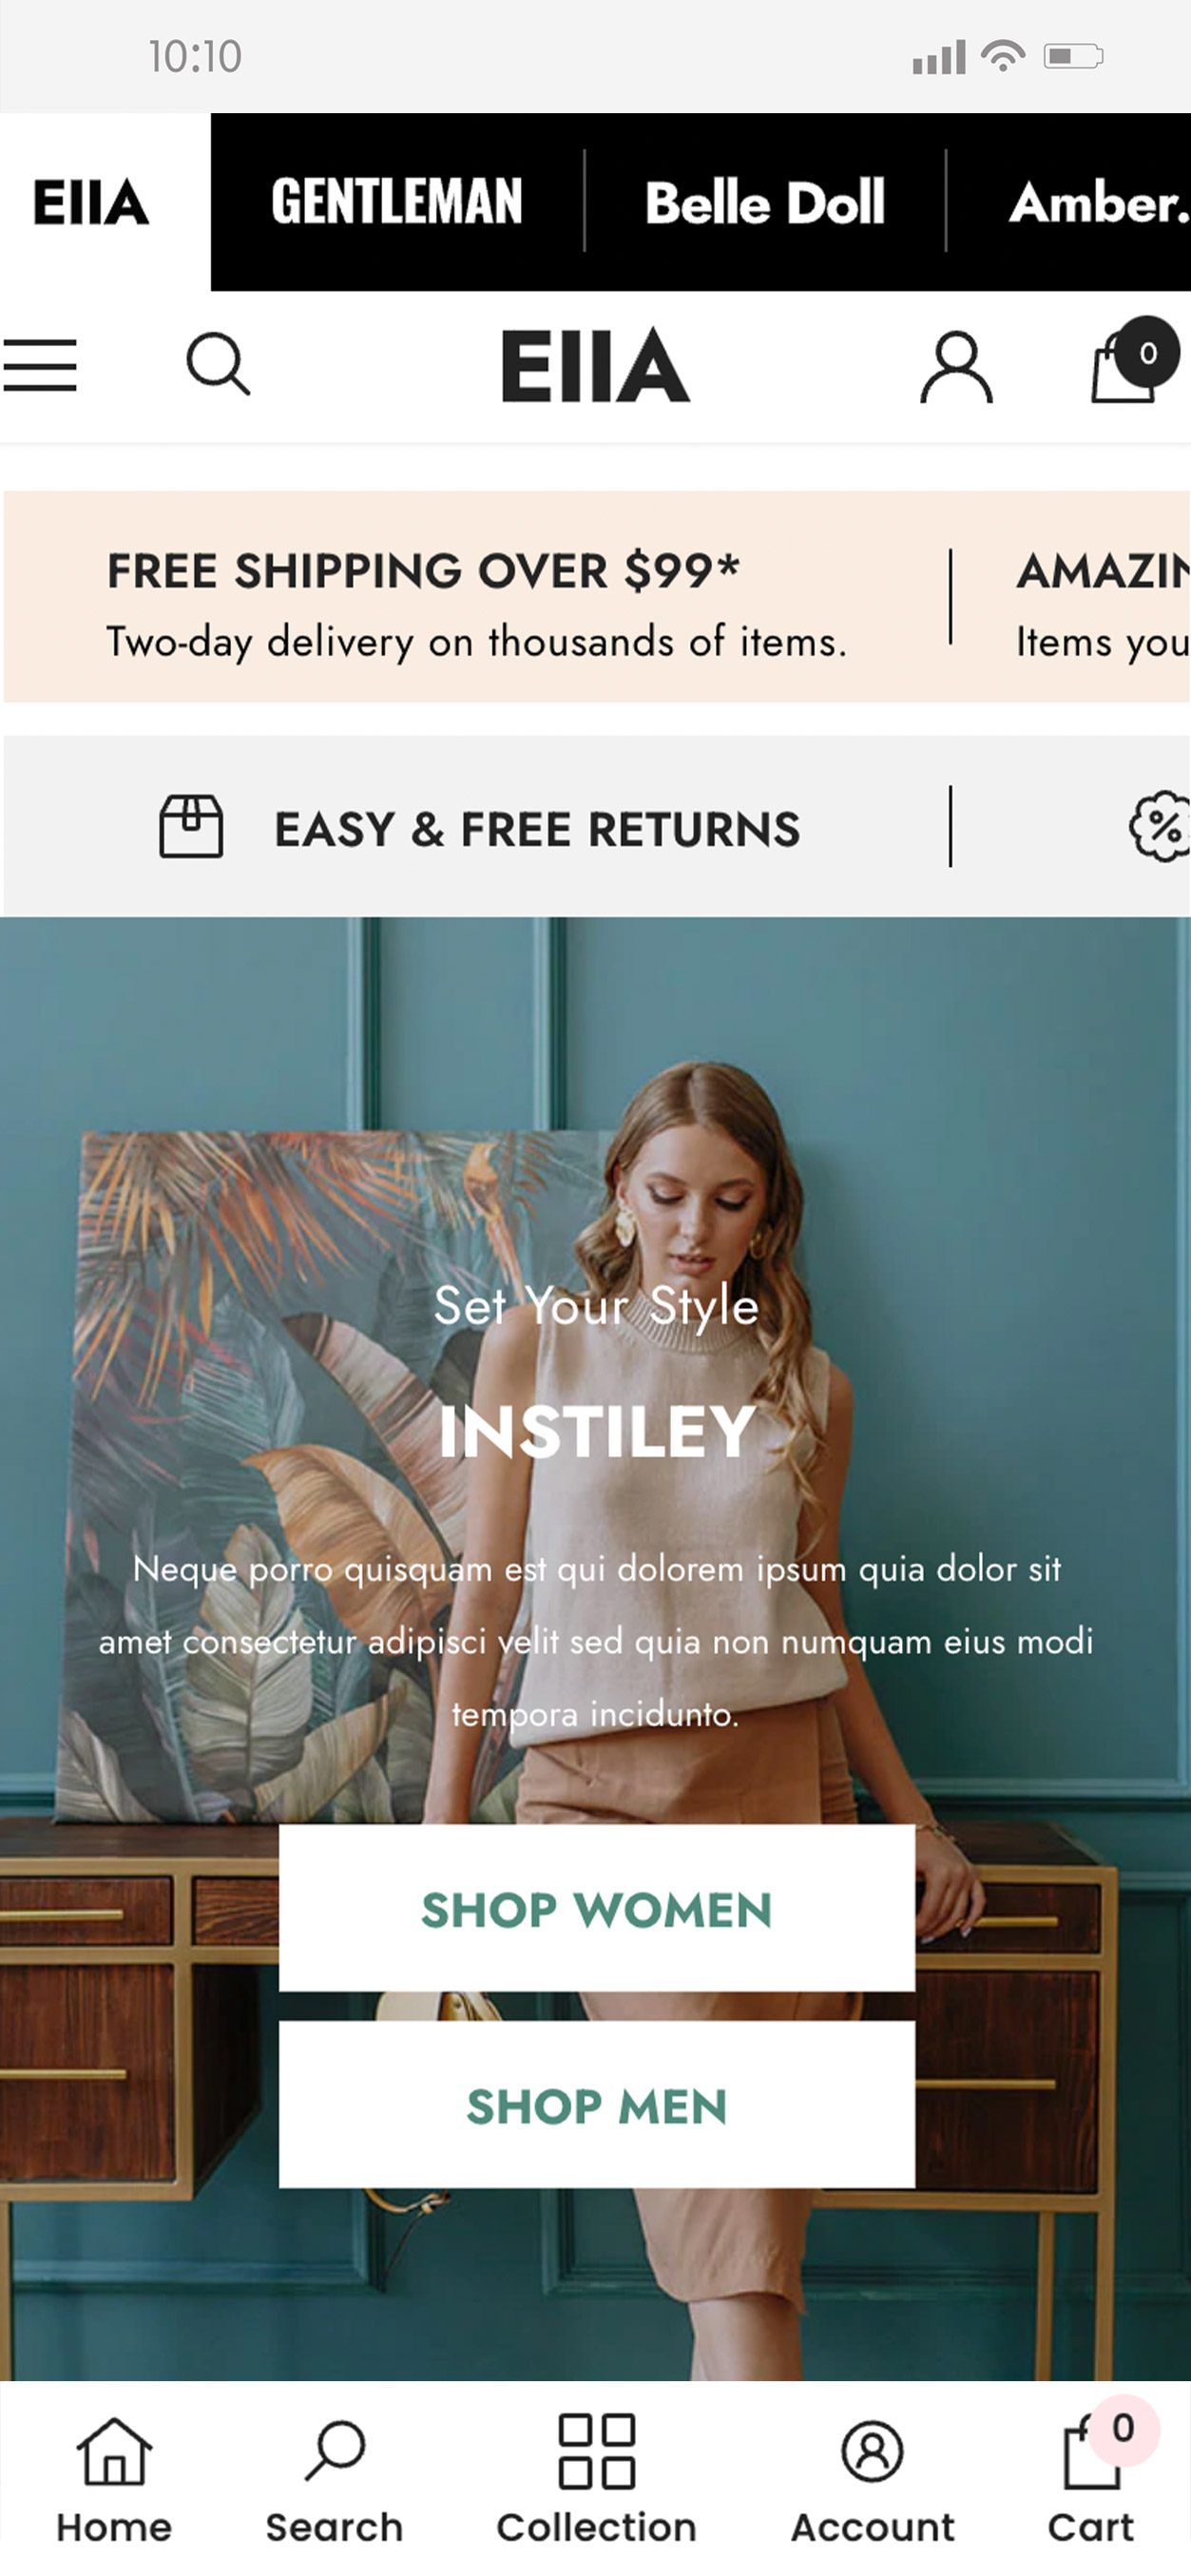 10:10
EIIA
GENTLEMAN
Belle Doll
Amber.
EIIA
0
FREE SHIPPING OVER $99*
Two-day delivery on thousands of items.
AMAZIN
Items you
EASY & FREE RETURNS
%
Set Your Style
INSTILEY
Neque porro quisquam est qui dolorem ipsum quia dolor sit
amet consectetur adipisci velit sed quia non numquam eius modi
tempora incidunto.
SHOP WOMEN
SHOP MEN
0
Home
Search
Collection
Account
Cart